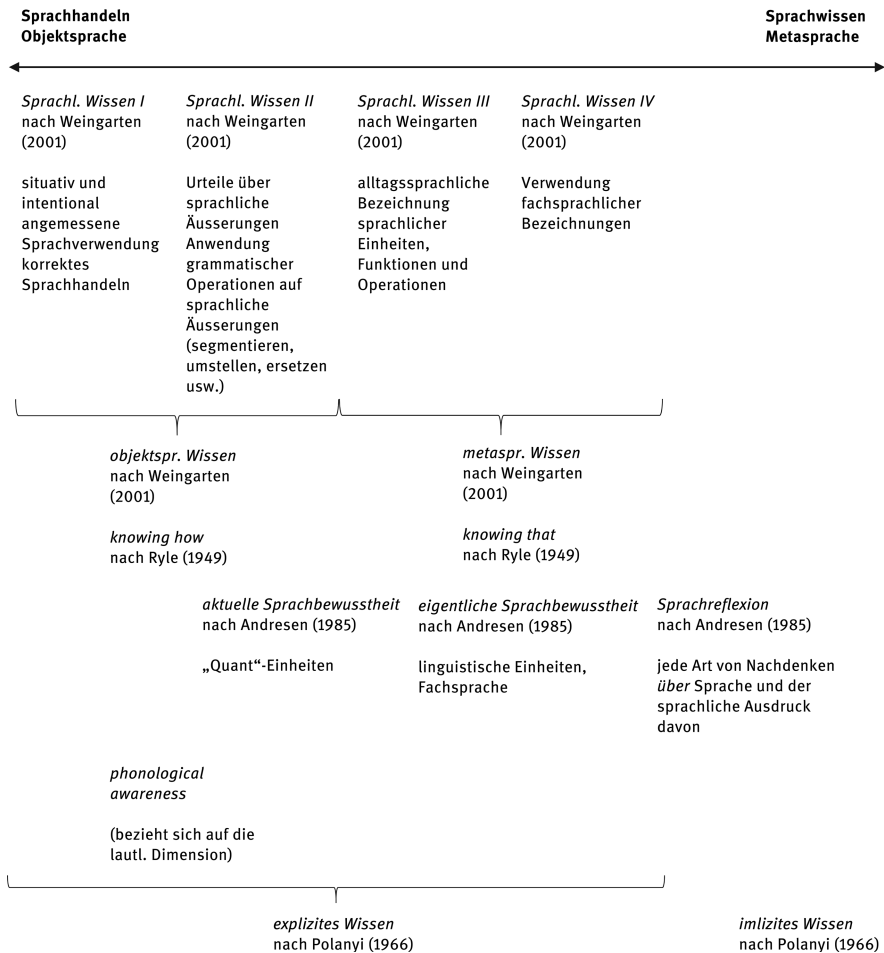 Sprachhandeln
Objektsprache
Sprachwissen
Metasprache
Sprachl. Wissen I
nach Weingarten
(2001)
situativ und
intentional
angemessene
Sprachverwendung
korrektes
Sprachhandeln
Sprachl. Wissen II
nach Weingarten
(2001)
Urteile über
sprachliche
Äusserungen
Anwendung
grammatischer
Operationen auf
sprachliche
Äusserungen
(segmentieren,
umstellen, ersetzen
usw.)
Sprachl. Wissen III
nach Weingarten
(2001)
alltagssprachliche
Bezeichnung
sprachlicher
Einheiten,
Funktionen und
Operationen
Sprachl. Wissen IV
nach Weingarten
(2001)
Verwendung
fachsprachlicher
Bezeichnungen
objektspr. Wissen
nach Weingarten
(2001)
knowing how
nach Ryle (1949)
metaspr. Wissen
nach Weingarten
(2001)
knowing that
nach Ryle (1949)
aktuelle Sprachbewusstheit
nach Andresen (1985)
„Quant“-Einheiten
eigentliche Sprachbewusstheit
nach Andresen (1985)
linguistische Einheiten,
Fachsprache
Sprachreflexion
nach Andresen (1985)
jede Art von Nachdenken
über Sprache und der
sprachliche Ausdruck
davon
phonological
awareness
(bezieht sich auf die
lautl. Dimension)
explizites Wissen
nach Polanyi (1966)
imlizites Wissen
nach Polanyi (1966)